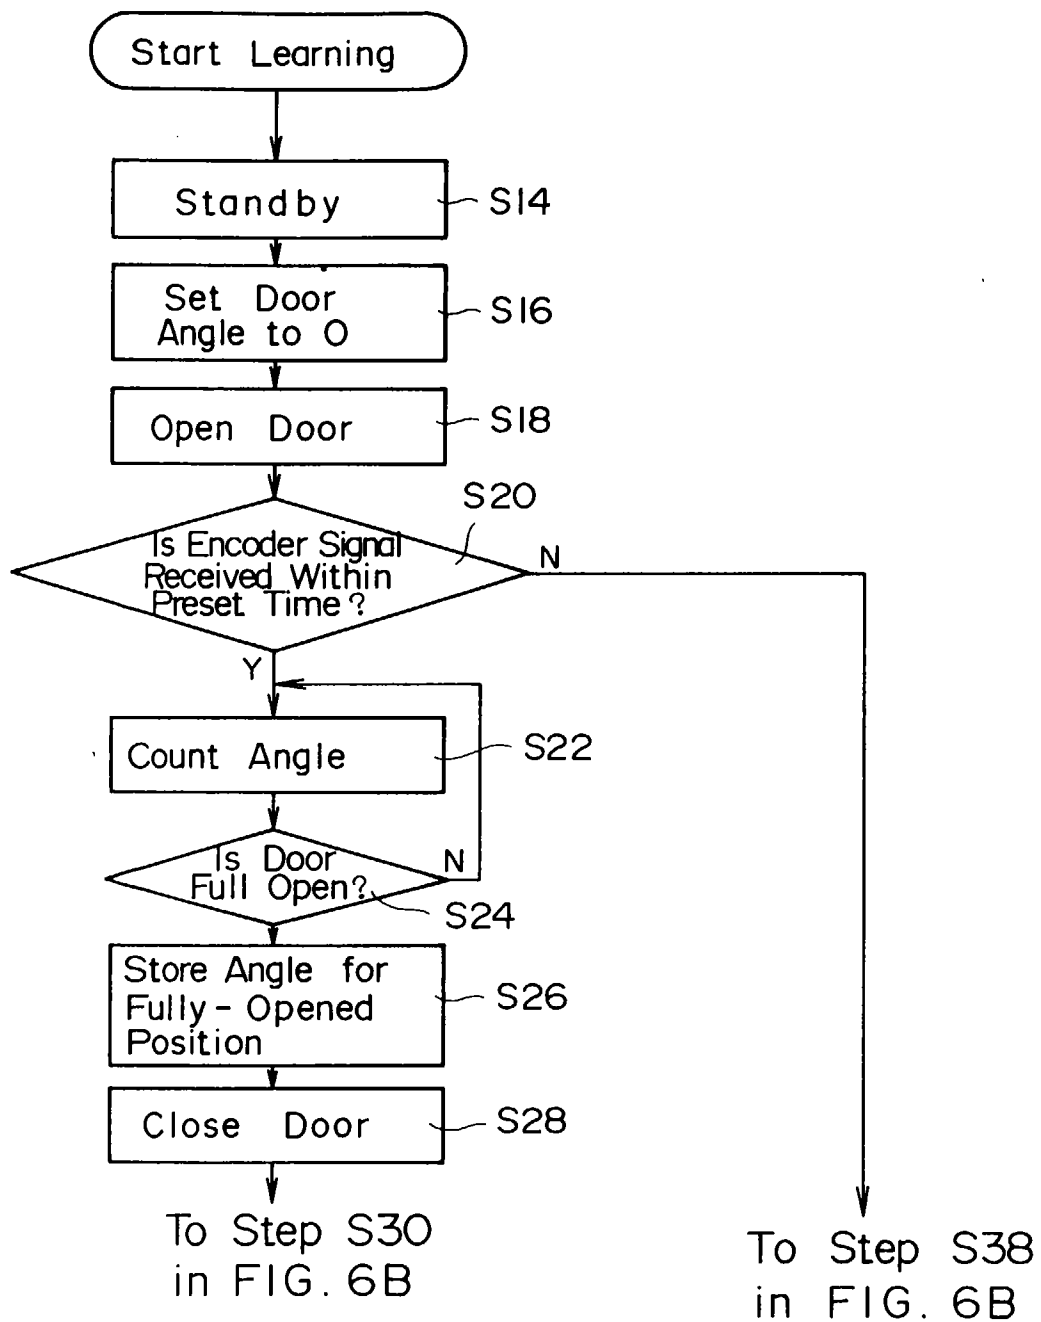 Start Learning
Standby
S14
Set Door
Angle to 0
S16
Open Door
S18
S20
Is Encoder Signal
Received Within
Preset Time?
N
Y
Count Angle
S22
Is Door
Full Open?
N
S24
Store Angle for
Fully-Opened
Position
S26
Close Door
S28
To Step S30
in FIG. 6B
To Step S38
in FIG. 6B